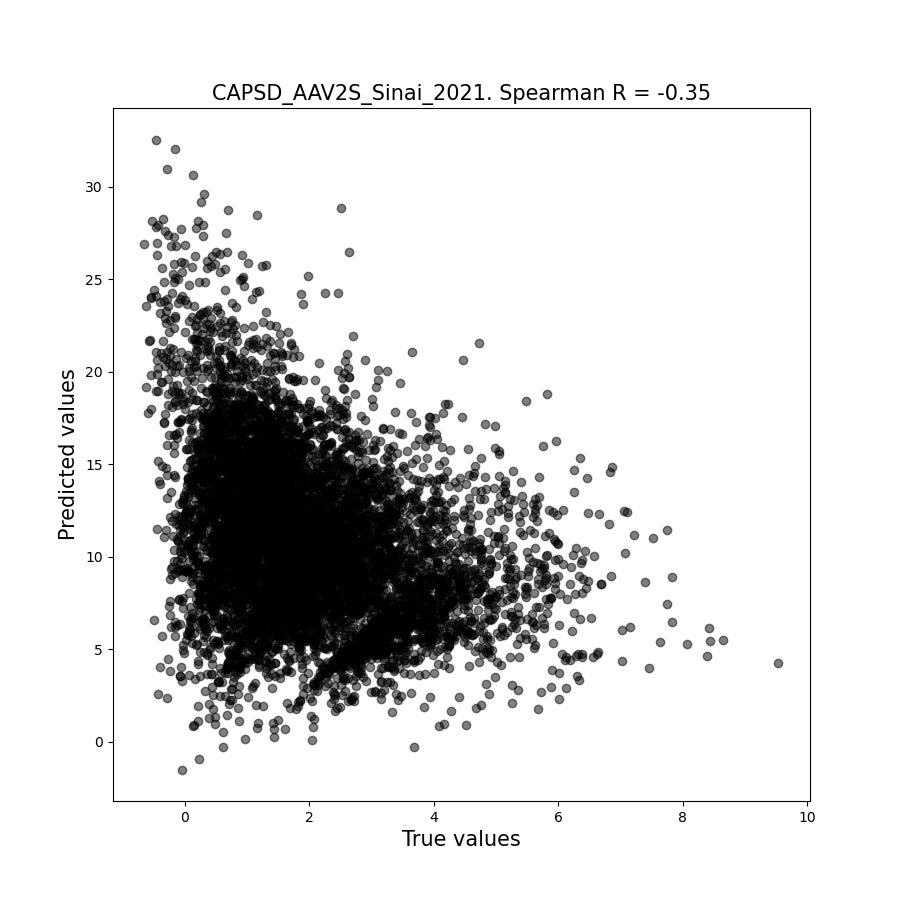 CAPSD_AAV2S_Sinai_2021. Spearman R = -0.35
30
25
20
15
10
5
0
Predicted values
0 2 4 6 8 10
True values